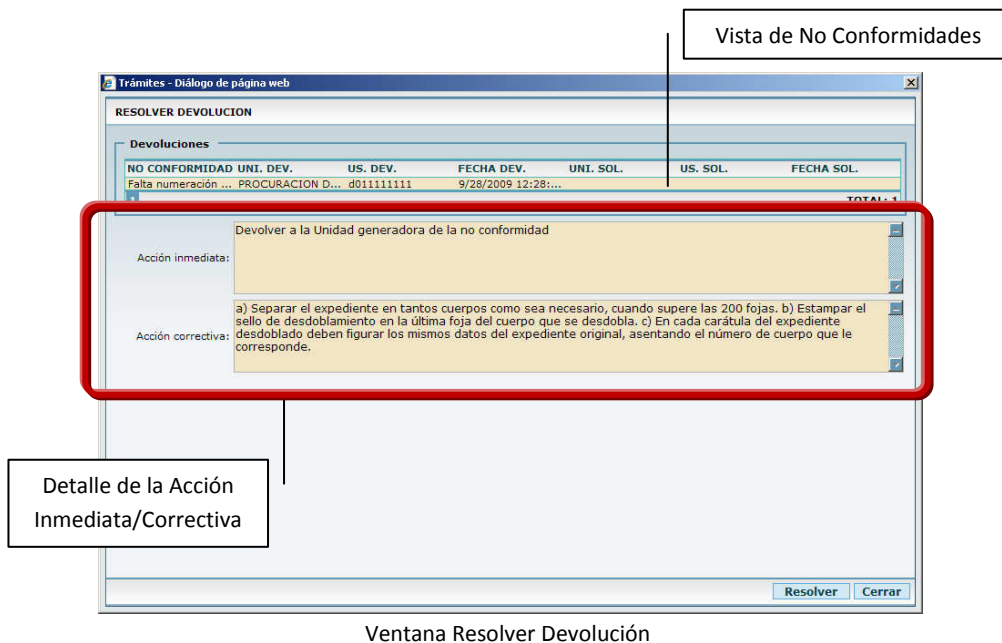 Vista de No Conformidades
Trámites - Diálogo de página web
RESOLVER DEVOLUCION
Devoluciones
NO CONFORMIDAD UNI. DEV. US. DEV. FECHA DEV. UNI. SOL. US. SOL. FECHA SOL.
Falta numeración ... PROCURACION D... d011111111 9/28/2009 12:28:...
1 TOTAL: 1
Devolver a la Unidad generadora de la no conformidad
Acción inmediata:
a) Separar el expediente en tantos cuerpos como sea necesario, cuando supere las 200 fojas. b) Estampar el
sello de desdoblamiento en la última foja del cuerpo que se desdobla. c) En cada carátula del expediente
Acción correctiva: desdoblado deben figurar los mismos datos del expediente original, asentando el número de cuerpo que le
corresponde.
Detalle de la Acción
Inmediata/Correctiva
Resolver Cerrar
Ventana Resolver Devolución